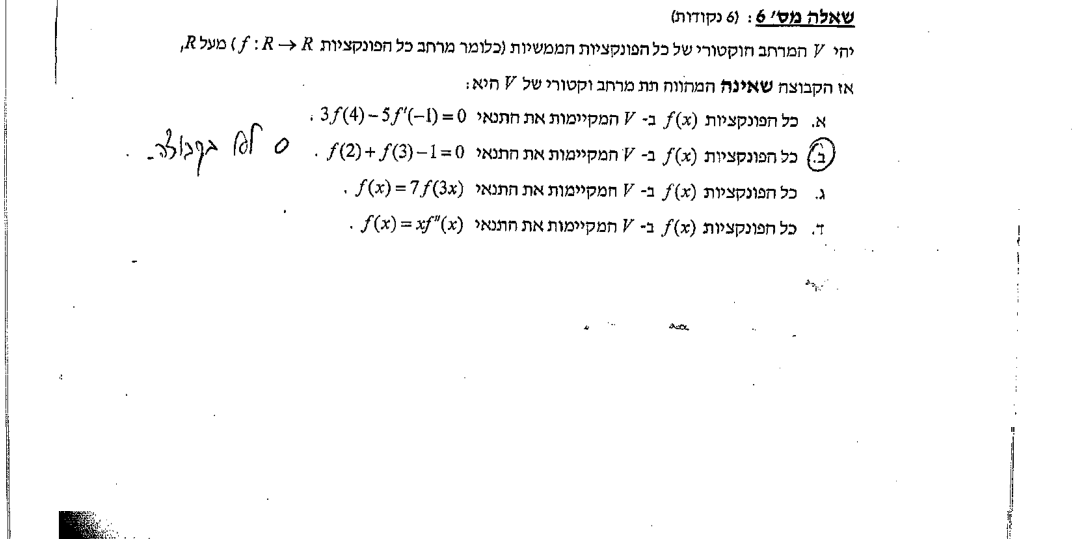 שאלה מס' 6 : (6 נקודות)
יהי V המרחב הוקטורי של כל הפונקציות הממשיות (כלומר מרחב כל הפונקציות f : R → R) מעל R,
אז הקבוצה שאינה המהווה תת מרחב וקטורי של V היא:
א. כל הפונקציות f(x) ב- V המקיימות את התנאי 3f(4) − 5f'(−1) = 0 .
ב. כל הפונקציות f(x) ב- V המקיימות את התנאי f(2) + f(3) − 1 = 0 . 0 לא בקבוצה.
ג. כל הפונקציות f(x) ב- V המקיימות את התנאי f(x) = 7f(3x) .
ד. כל הפונקציות f(x) ב- V המקיימות את התנאי f(x) = xf"(x) .